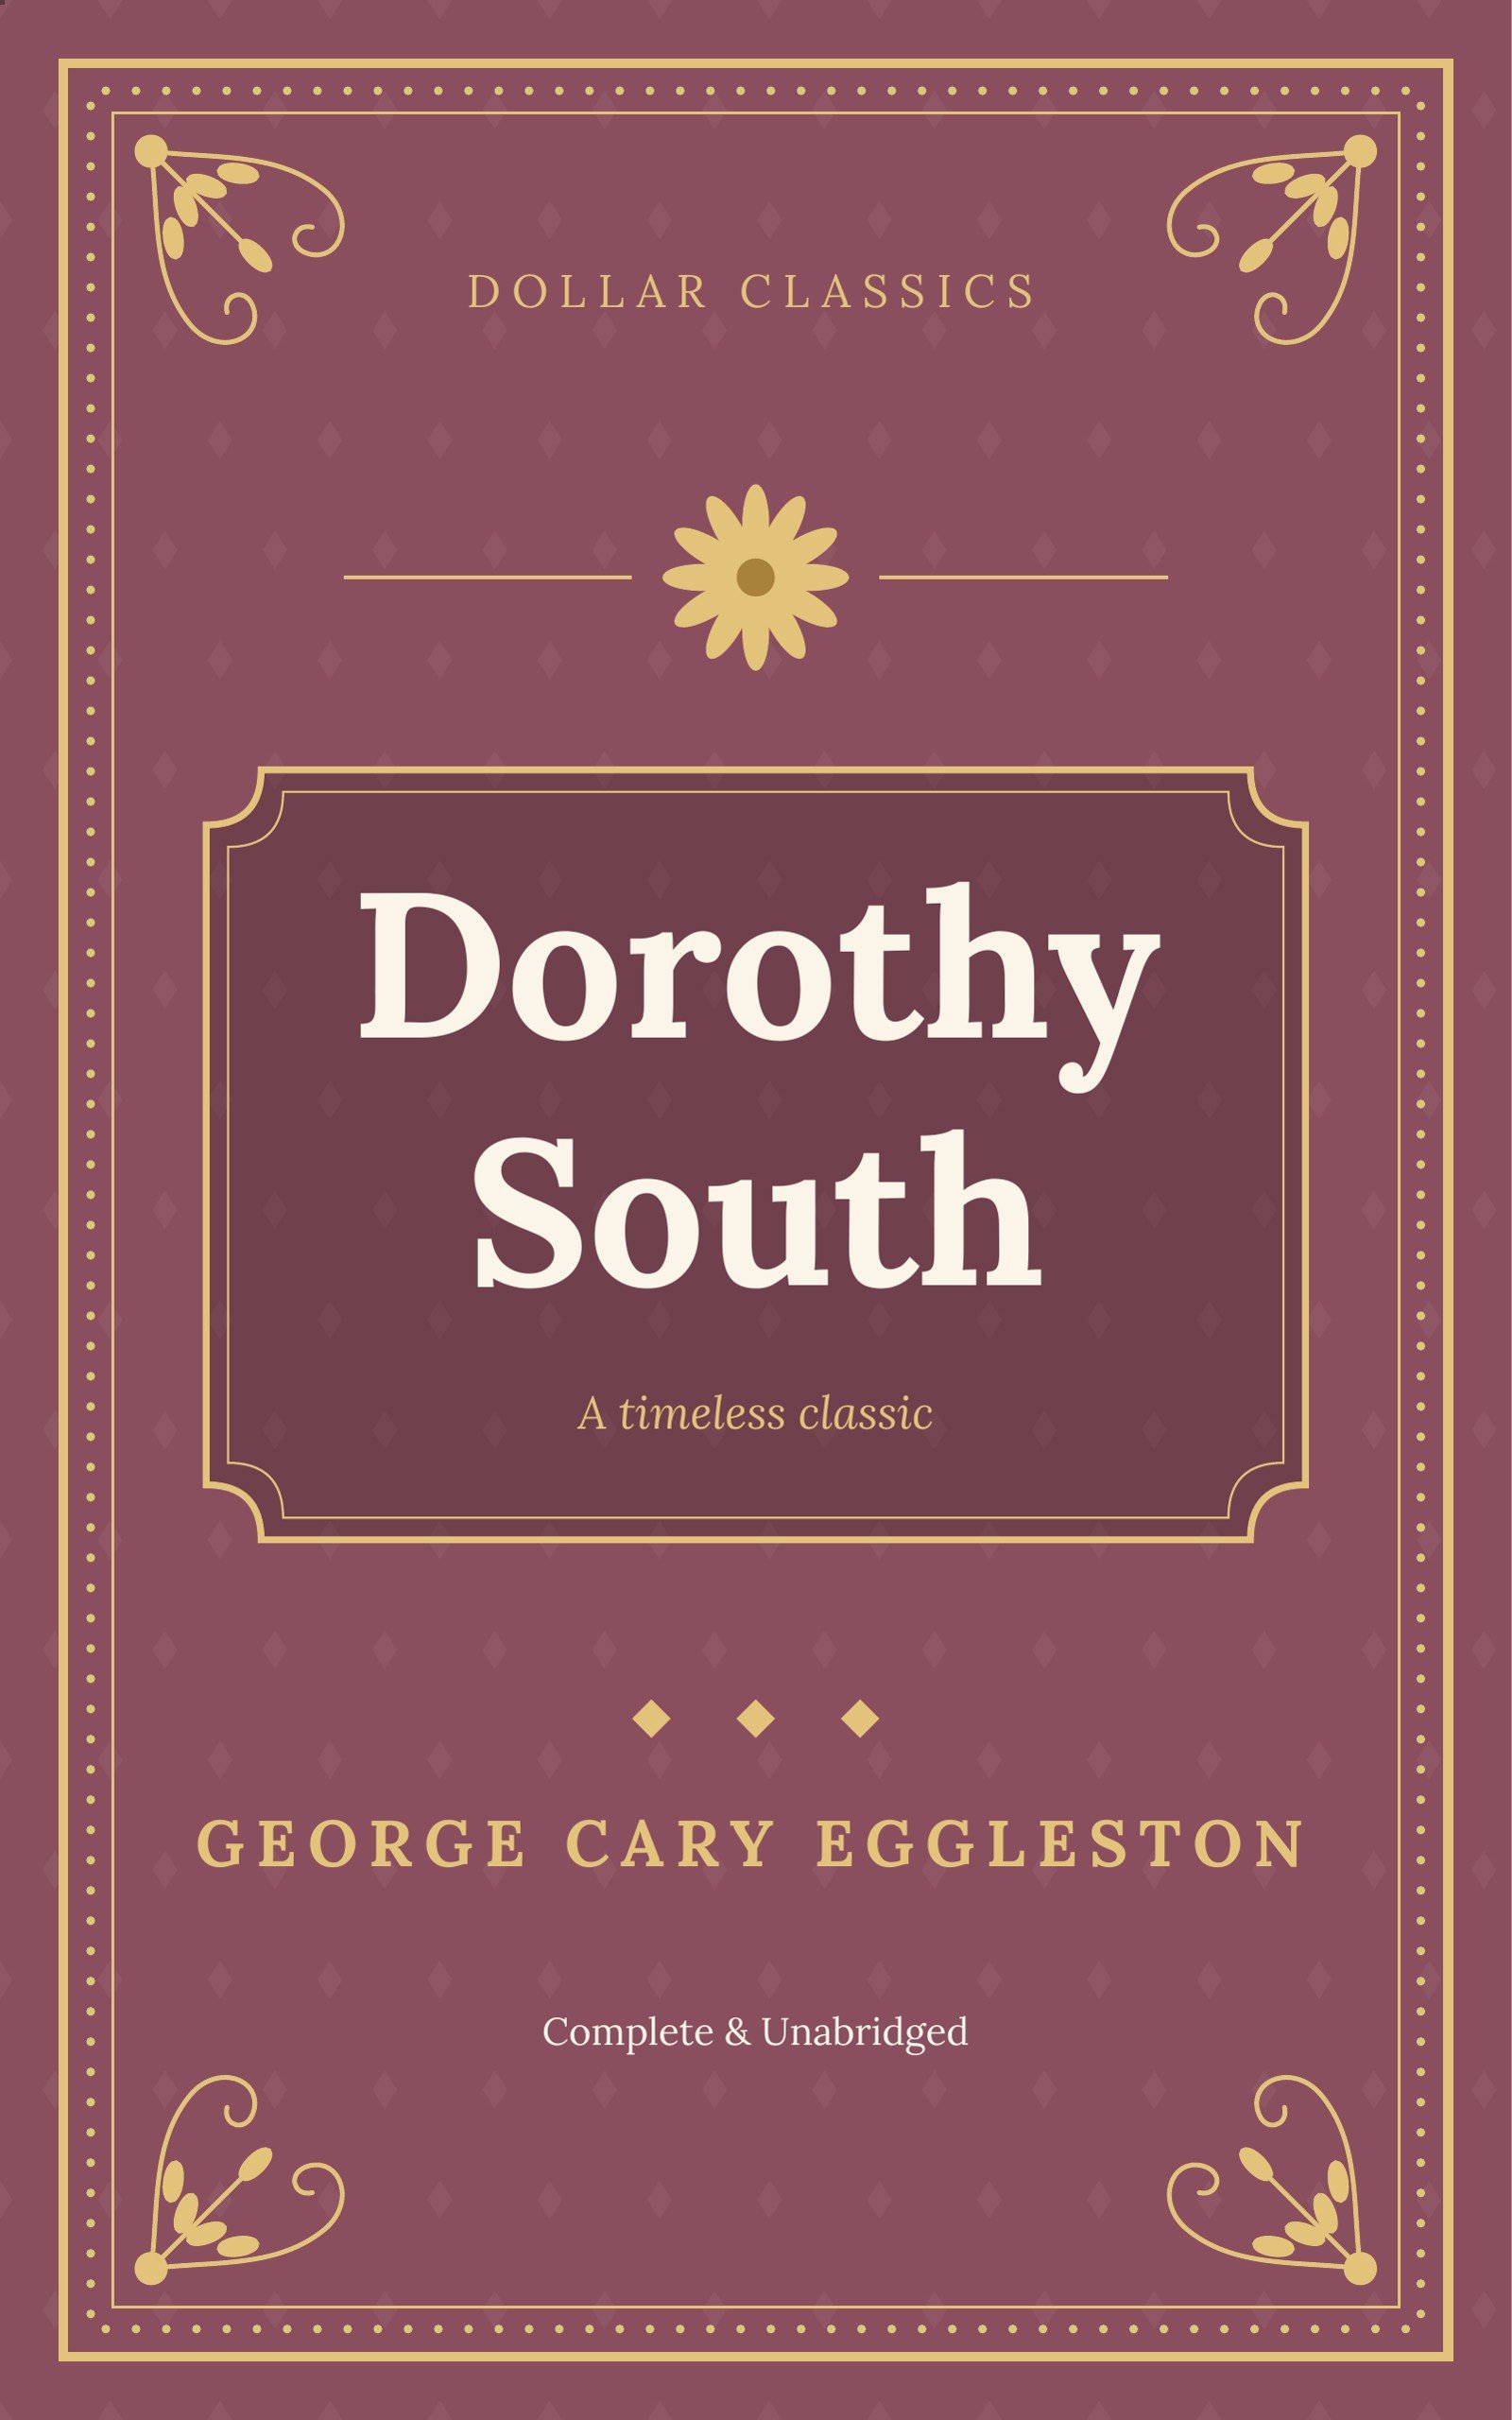 DOLLAR CLASSICS
Dorothy
South
A timeless classic
GEORGE CARY EGGLESTON
Complete & Unabridged